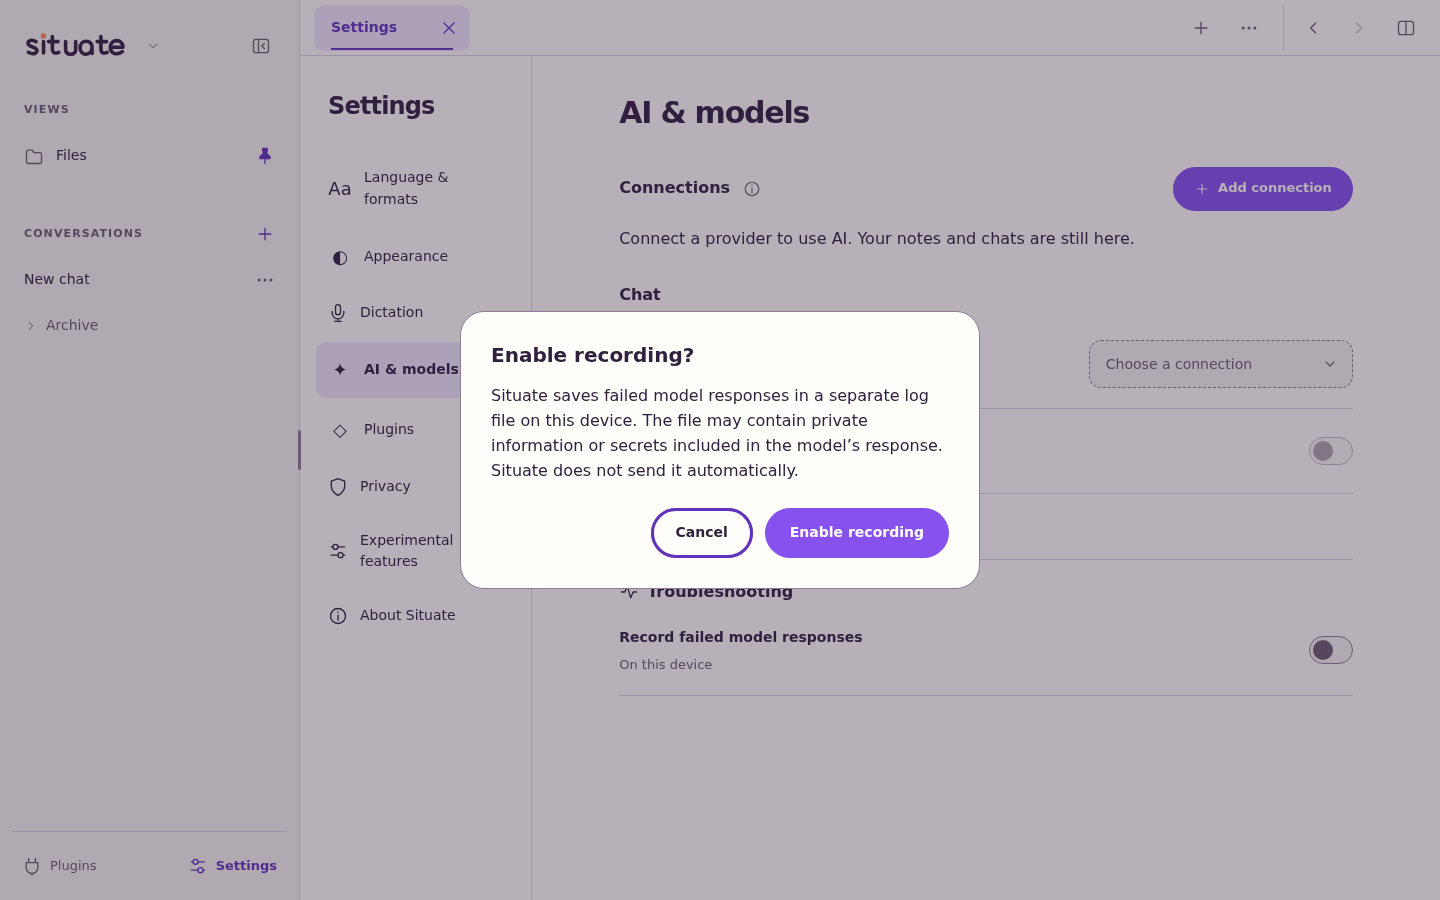 situate
VIEWS
Files
CONVERSATIONS
New chat
Archive
Plugins
Settings
Settings
Settings
Aa
Language &
formats
Appearance
Dictation
AI & models
Plugins
Privacy
Experimental
features
About Situate
AI & models
Connections
Add connection
Connect a provider to use AI. Your notes and chats are still here.
Chat
Choose a connection
Enable recording?
Situate saves failed model responses in a separate log
file on this device. The file may contain private
information or secrets included in the model’s response.
Situate does not send it automatically.
Cancel
Enable recording
Troubleshooting
Record failed model responses
On this device